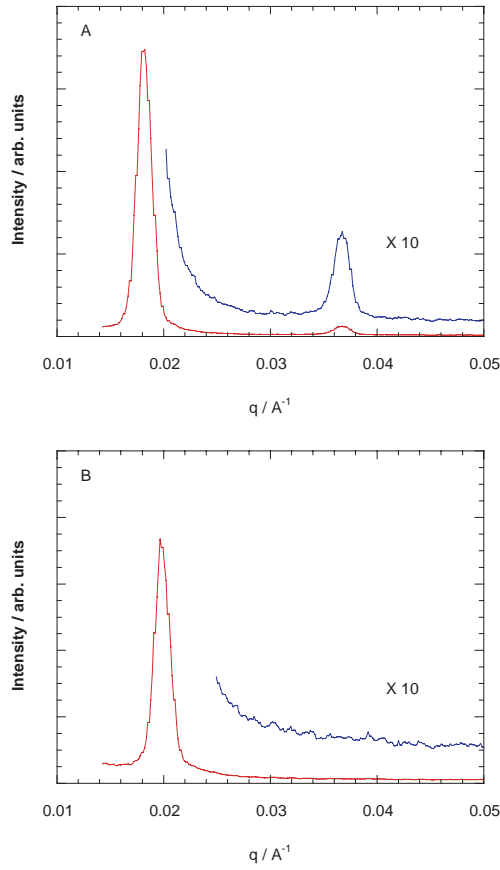 A
Intensity / arb. units
X 10
0.01 0.02 0.03 0.04 0.05
q / A⁻¹
B
Intensity / arb. units
X 10
0.01 0.02 0.03 0.04 0.05
q / A⁻¹